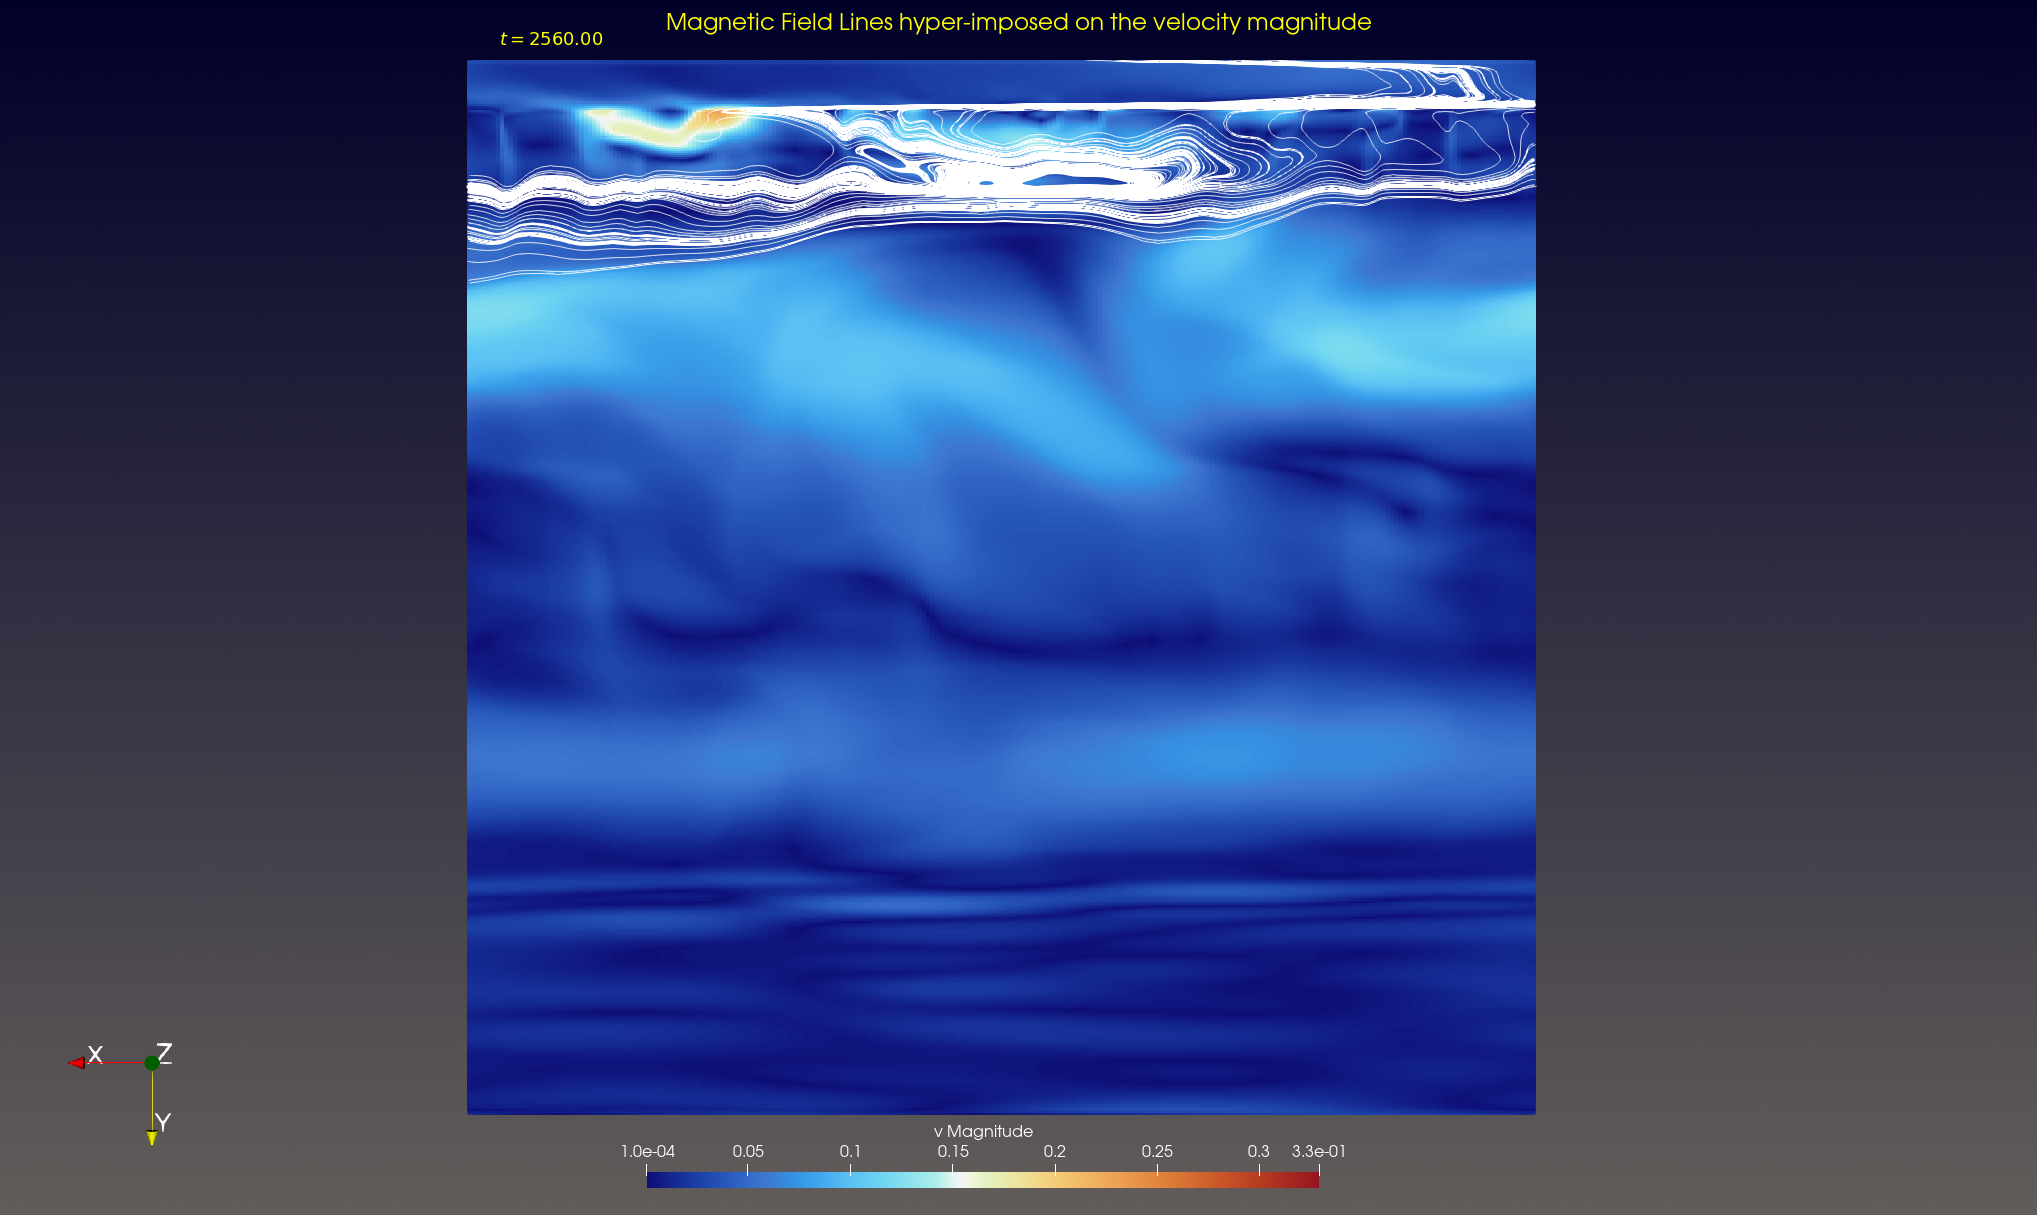 Magnetic Field Lines hyper-imposed on the velocity magnitude
t = 2560.00
X
Z
Y
v Magnitude
1.0e-04 0.05 0.1 0.15 0.2 0.25 0.3 3.3e-01